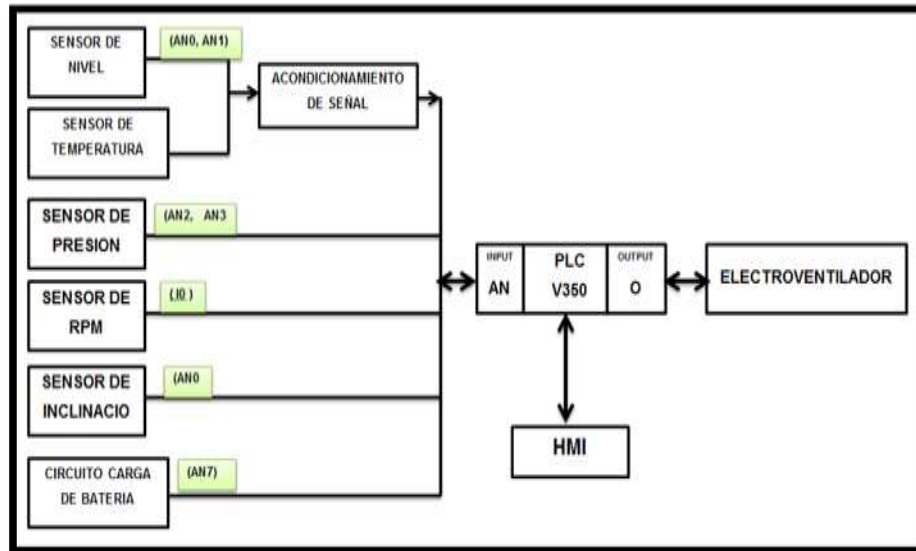 SENSOR DE
NIVEL
(AN0, AN1)
ACONDICIONAMIENTO
DE SEÑAL
SENSOR DE
TEMPERATURA
SENSOR DE
PRESION
(AN2, AN3
INPUT
AN
PLC
V350
OUTPUT
O
ELECTROVENTILADOR
SENSOR DE
RPM
(I0 )
SENSOR DE
INCLINACIO
(AN0
HMI
CIRCUITO CARGA
DE BATERIA
(AN7)